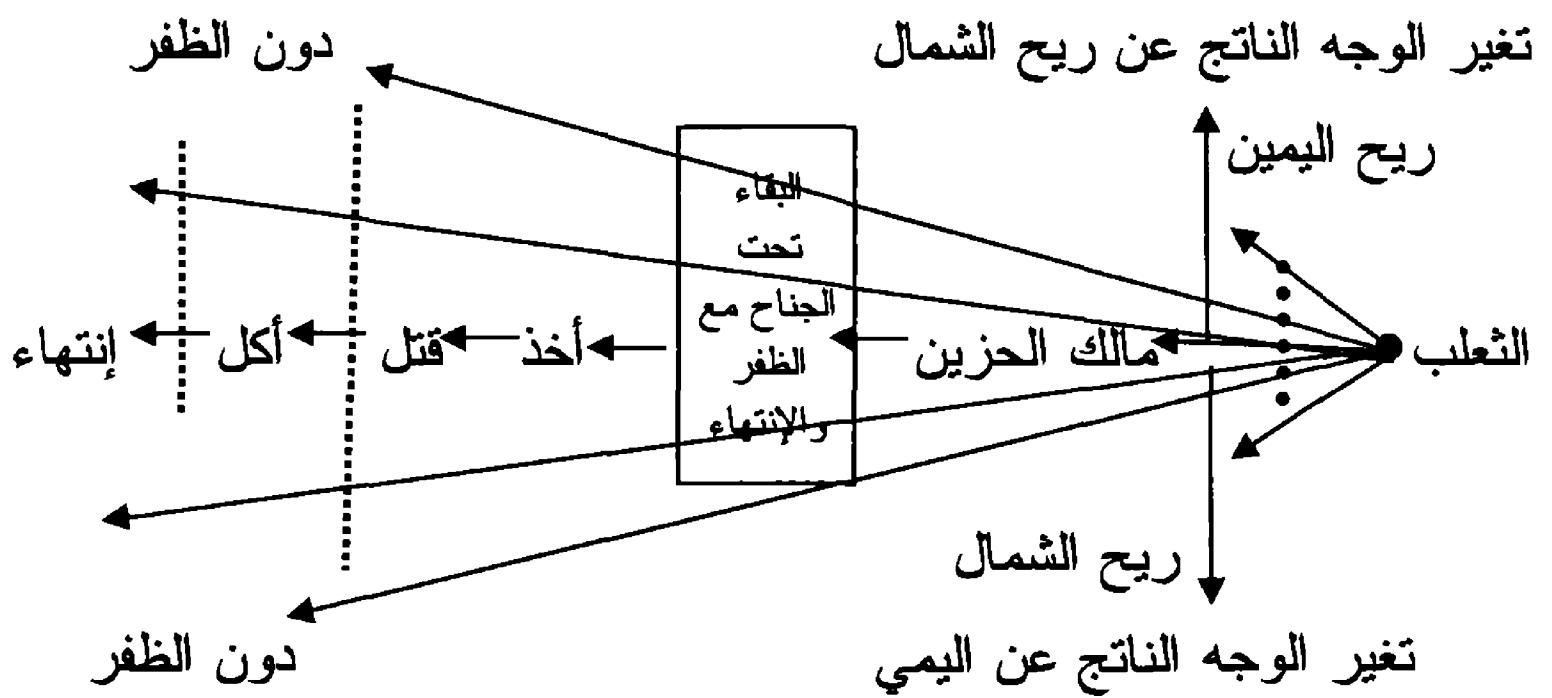 تغير الوجه الناتج عن ريح الشمال
دون الظفر
ريح اليمين
الثعلب
مالك الحزين
البقاء
تحت
الجناح مع
الظفر
والإنتهاء
أخذ
قتل
أكل
إنتهاء
ريح الشمال
تغير الوجه الناتج عن اليمي
دون الظفر